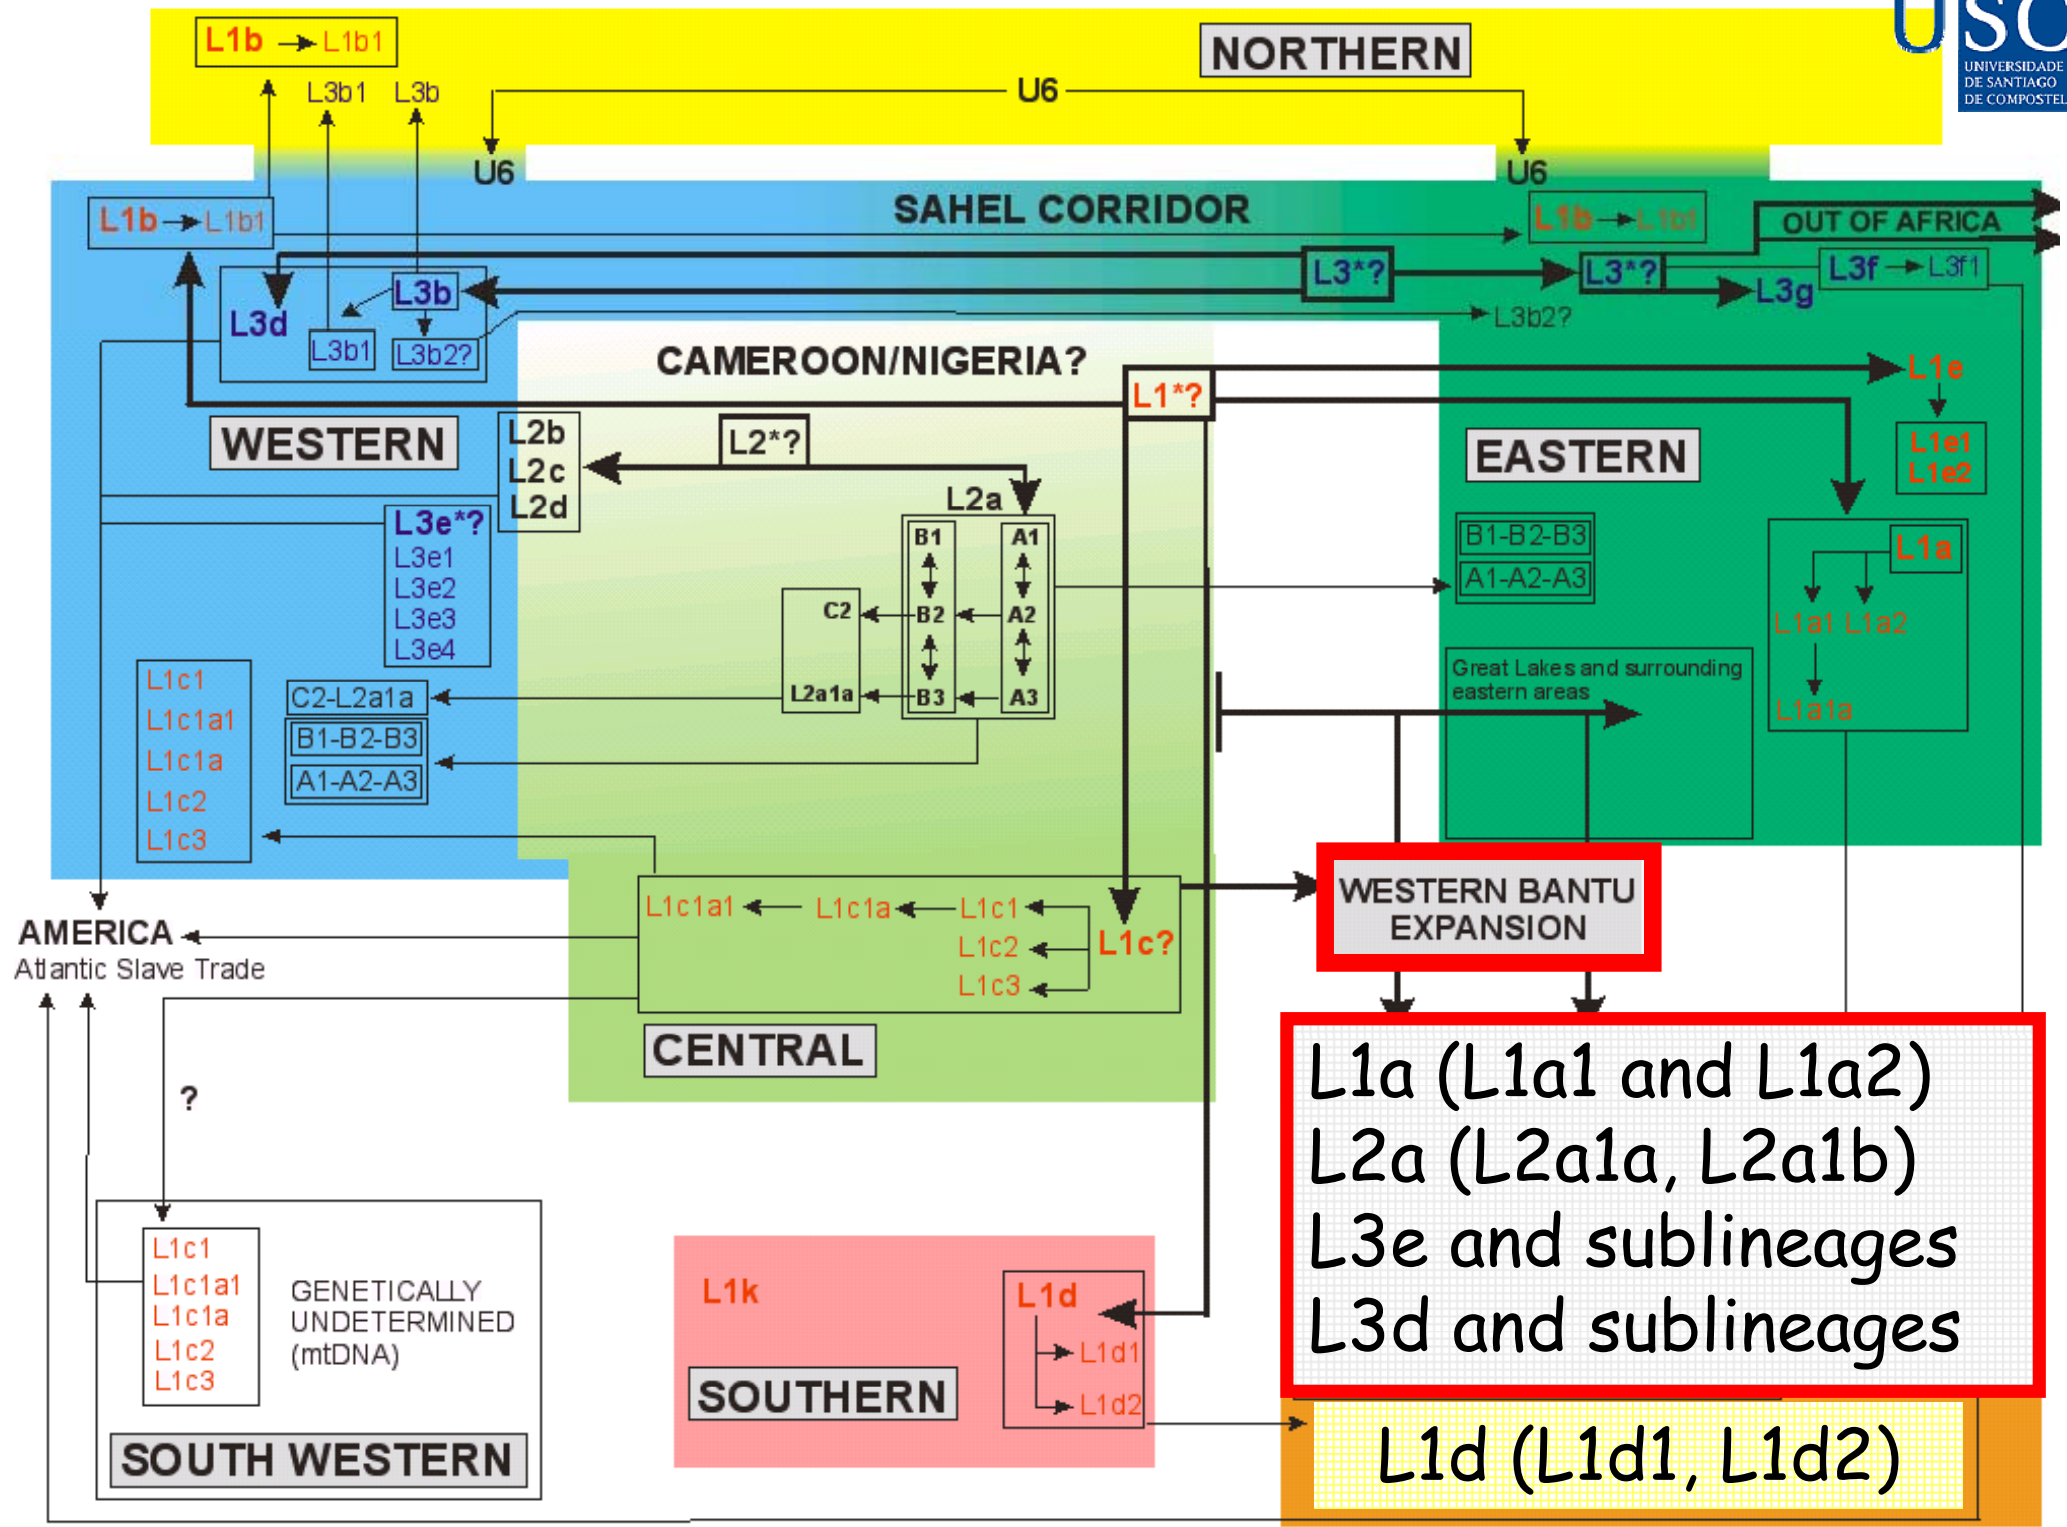 L1b L1b1
NORTHERN
USC
UNIVERSIDADE
DE SANTIAGO
L3b1 L3b
U6
U6
U6
SAHEL CORRIDOR
L1b L1b1
L1b L1b1
OUT OF AFRICA
L3*?
L3*?
L3f L3f1
L3b
L3g
L3d
L3b2?
L3b1
L3b2?
CAMEROON/NIGERIA?
L1e
L1*?
WESTERN
L2b
L2c
L2d
L2*?
EASTERN
L1e1
L1e2
L2a
L3e*?
L3e1
L3e2
L3e3
L3e4
B1
A1
C2
B2
A2
L2a1a
B3
A3
B1-B2-B3
A1-A2-A3
L1a
L1a1 L1a2
L1a1a
Great Lakes and surrounding
eastern areas
L1c1
L1c1a1
L1c1a
L1c2
L1c3
C2-L2a1a
B1-B2-B3
A1-A2-A3
WESTERN BANTU
EXPANSION
L1c1a1 L1c1a L1c1
L1c2
L1c3
L1c?
AMERICA
Atlantic Slave Trade
CENTRAL
?
L1a (L1a1 and L1a2)
L2a (L2a1a, L2a1b)
L3e and sublineages
L3d and sublineages
L1c1
L1c1a1
L1c1a
L1c2
L1c3
GENETICALLY
UNDETERMINED
(mtDNA)
SOUTH WESTERN
L1k
L1d
L1d1
L1d2
SOUTHERN
L1d (L1d1, L1d2)